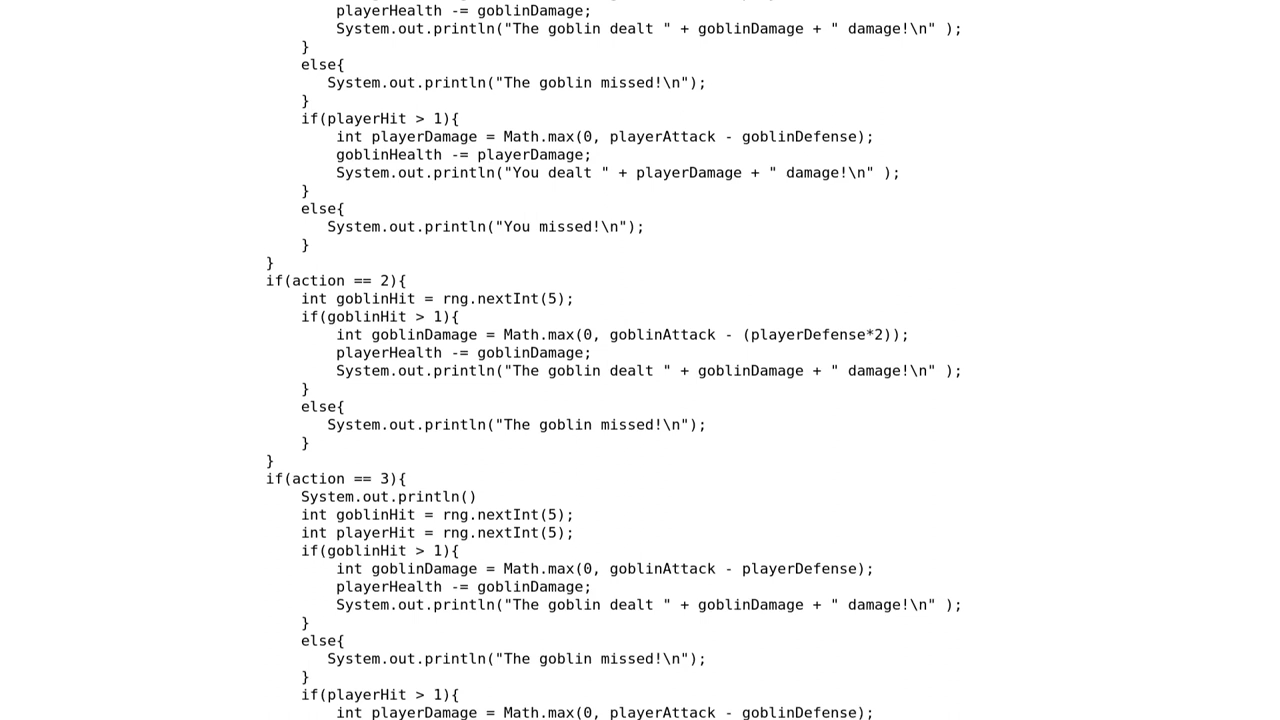 playerHealth -= goblinDamage;
System.out.println("The goblin dealt " + goblinDamage + " damage!\n" );
}
else{
System.out.println("The goblin missed!\n");
}
if(playerHit > 1){
int playerDamage = Math.max(0, playerAttack - goblinDefense);
goblinHealth -= playerDamage;
System.out.println("You dealt " + playerDamage + " damage!\n" );
}
else{
System.out.println("You missed!\n");
}
}
if(action == 2){
int goblinHit = rng.nextInt(5);
if(goblinHit > 1){
int goblinDamage = Math.max(0, goblinAttack - (playerDefense*2));
playerHealth -= goblinDamage;
System.out.println("The goblin dealt " + goblinDamage + " damage!\n" );
}
else{
System.out.println("The goblin missed!\n");
}
}
if(action == 3){
System.out.println()
int goblinHit = rng.nextInt(5);
int playerHit = rng.nextInt(5);
if(goblinHit > 1){
int goblinDamage = Math.max(0, goblinAttack - playerDefense);
playerHealth -= goblinDamage;
System.out.println("The goblin dealt " + goblinDamage + " damage!\n" );
}
else{
System.out.println("The goblin missed!\n");
}
if(playerHit > 1){
int playerDamage = Math.max(0, playerAttack - goblinDefense);